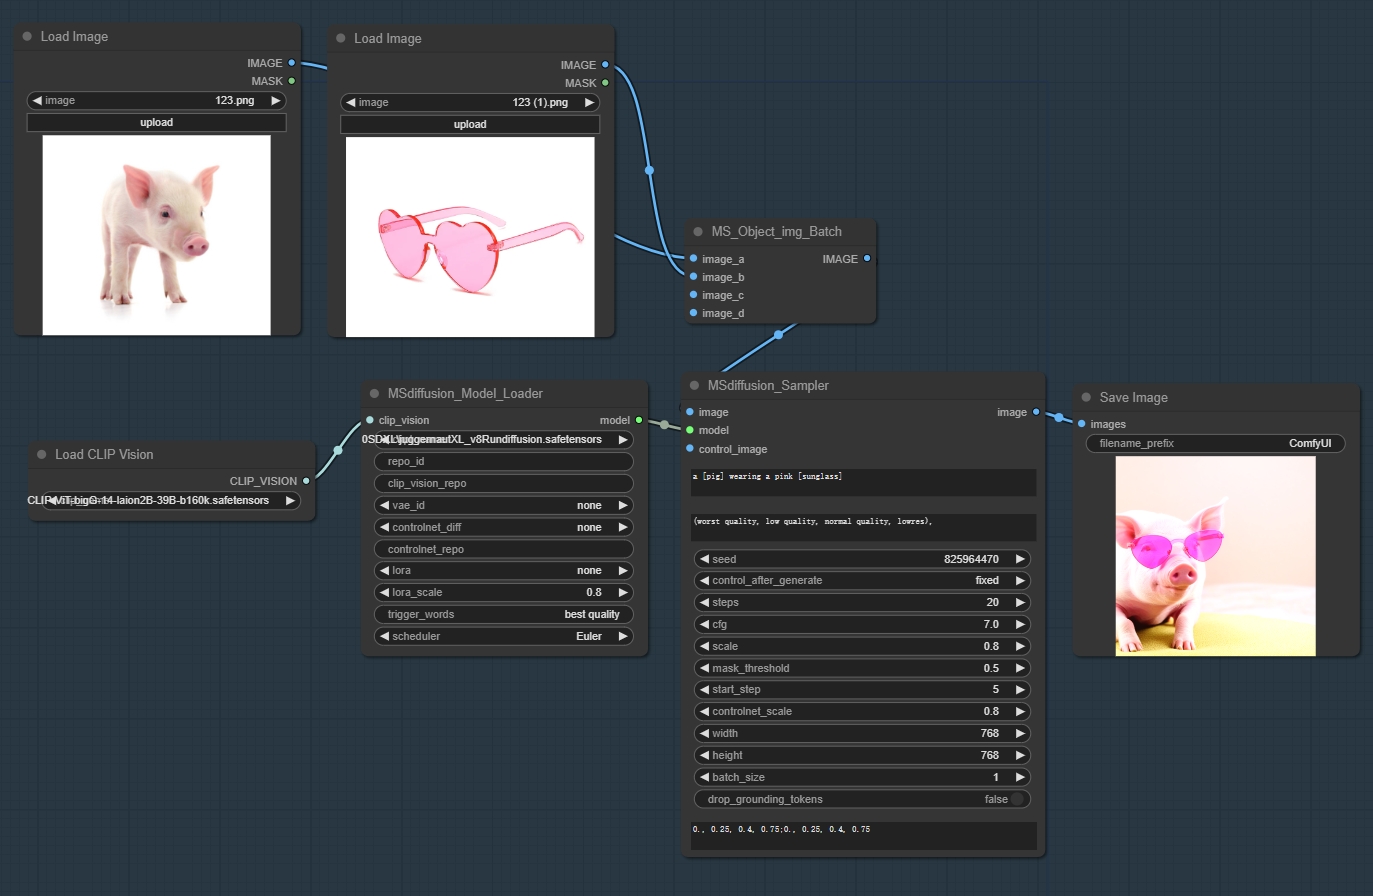 Load Image
IMAGE
MASK
image 123.png
upload
Load Image
IMAGE
MASK
image 123 (1).png
upload
MS_Object_img_Batch
image_a IMAGE
image_b
image_c
image_d
Load CLIP Vision
CLIP_VISION
CLIP-ViT-bigG-14-laion2B-39B-b160k.safetensors
MSdiffusion_Model_Loader
clip_vision model
juggernautXL_v8Rundiffusion.safetensors
repo_id
clip_vision_repo
vae_id none
controlnet_diff none
controlnet_repo
lora none
lora_scale 0.8
trigger_words best quality
scheduler Euler
MSdiffusion_Sampler
image image
model
control_image
a [pig] wearing a pink [sunglass]
(worst quality, low quality, normal quality, lowres),
seed 825964470
control_after_generate fixed
steps 20
cfg 7.0
scale 0.8
mask_threshold 0.5
start_step 5
controlnet_scale 0.8
width 768
height 768
batch_size 1
drop_grounding_tokens false
0., 0.25, 0.4, 0.75;0., 0.25, 0.4, 0.75
Save Image
images
filename_prefix ComfyUI